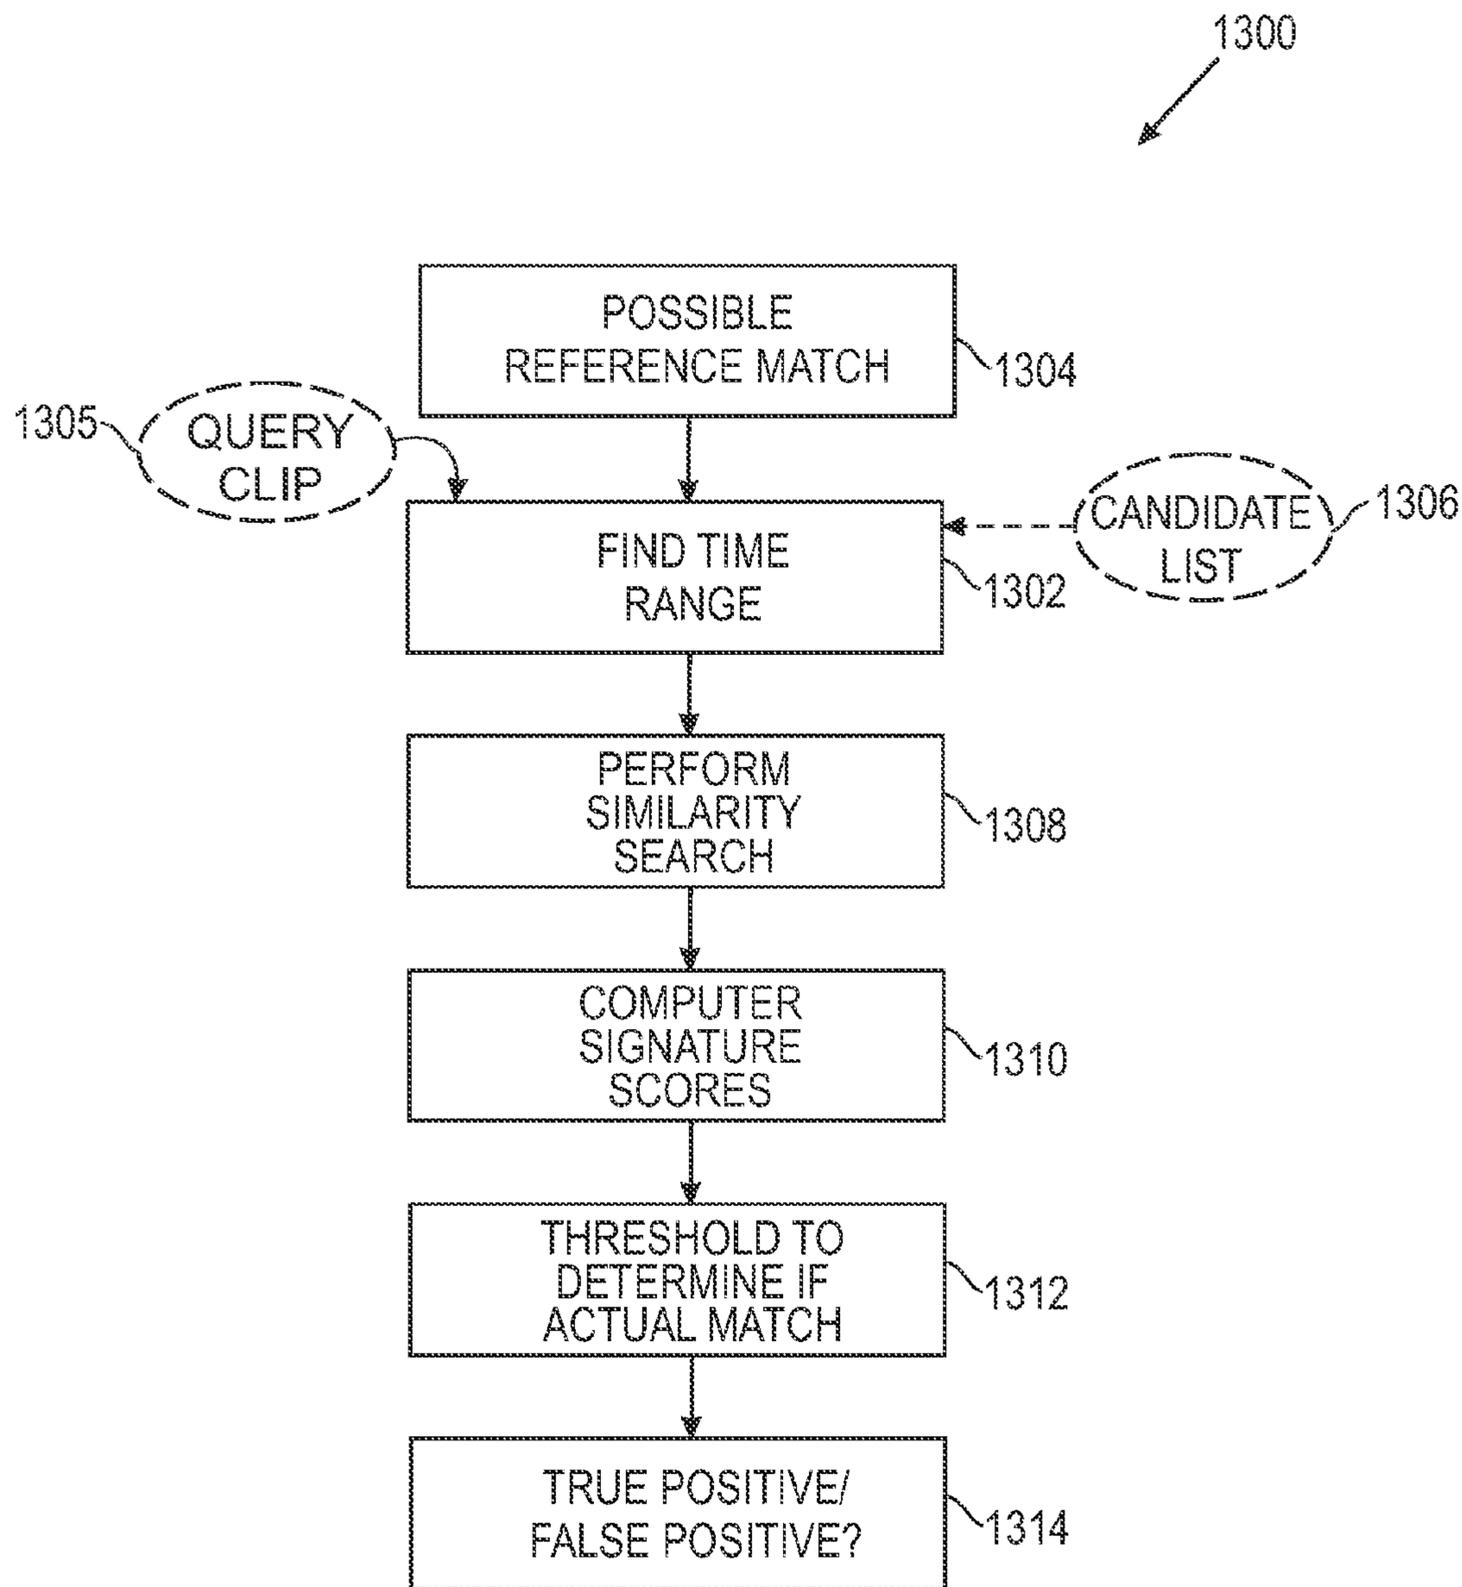 1300
POSSIBLE
REFERENCE MATCH
1304
1305
QUERY
CLIP
CANDIDATE
LIST
1306
FIND TIME
RANGE
1302
PERFORM
SIMILARITY
SEARCH
1308
COMPUTER
SIGNATURE
SCORES
1310
THRESHOLD TO
DETERMINE IF
ACTUAL MATCH
1312
TRUE POSITIVE/
FALSE POSITIVE?
1314